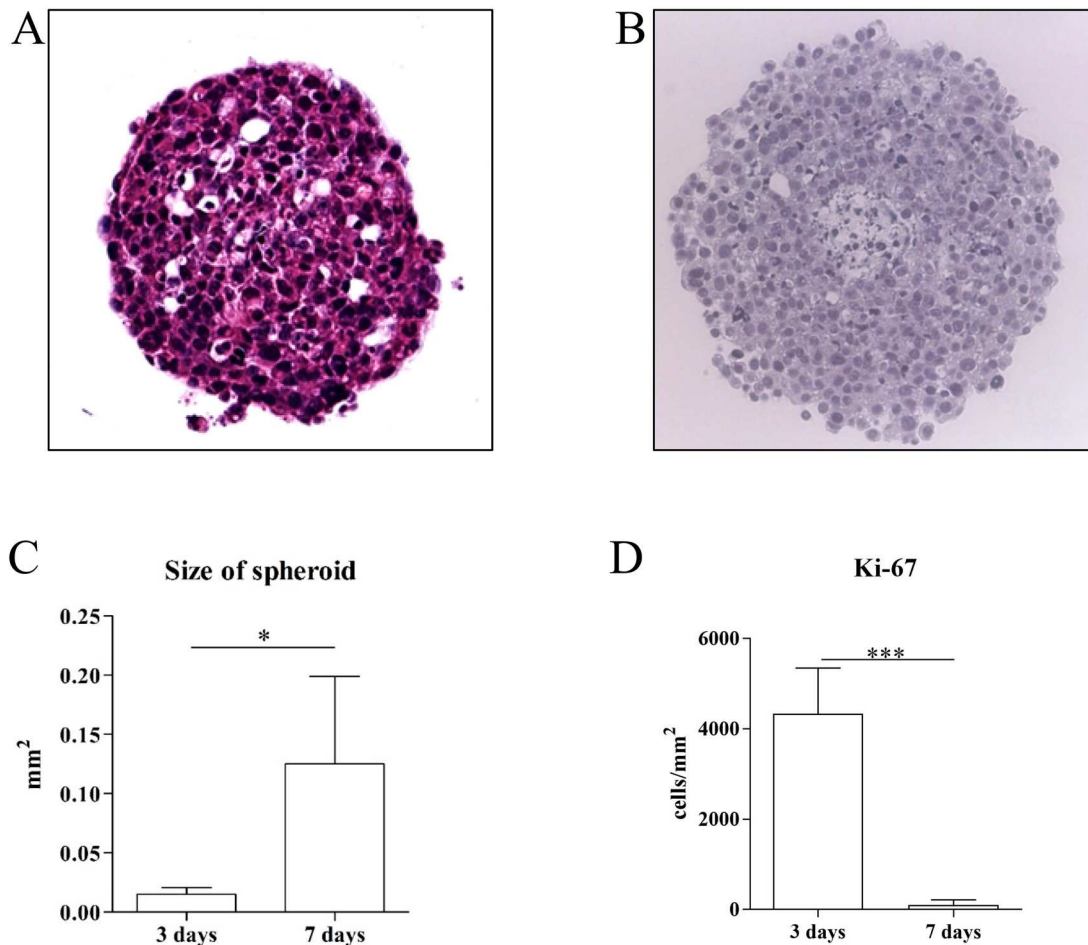 A
B
C
Size of spheroid
0.25
0.20
0.15
0.10
0.05
0.00
mm²
*
3 days
7 days
D
Ki-67
6000
4000
2000
0
cells/mm²
***
3 days
7 days